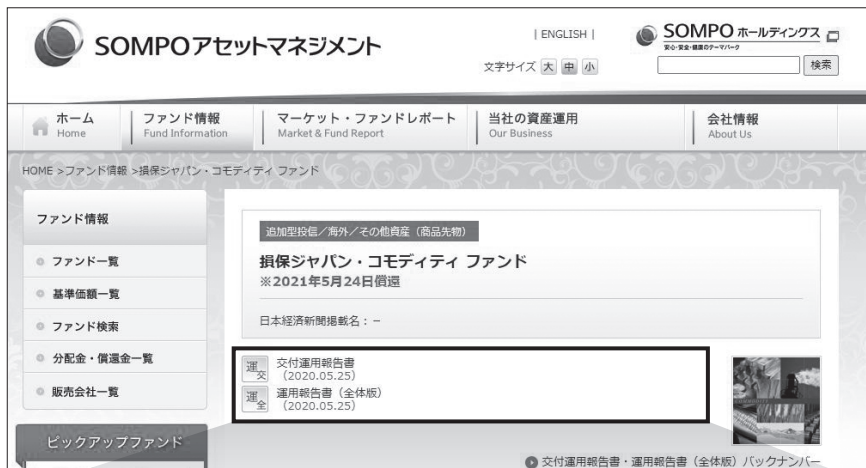 SOMPOアセットマネジメント
| ENGLISH |
SOMPO ホールディングス
安心・安全・健康のテーマパーク
文字サイズ 大 中 小
検索
ホーム
Home
ファンド情報
Fund Information
マーケット・ファンドレポート
Market & Fund Report
当社の資産運用
Our Business
会社情報
About Us
HOME >ファンド情報 >損保ジャパン・コモディティ ファンド
ファンド情報
ファンド一覧
基準価額一覧
ファンド検索
分配金・償還金一覧
販売会社一覧
ピックアップファンド
追加型投信/海外/その他資産(商品先物)
損保ジャパン・コモディティ ファンド
※2021年5月24日償還
日本経済新聞掲載名:-
運交
交付運用報告書
(2020.05.25)
運全
運用報告書(全体版)
(2020.05.25)
交付運用報告書・運用報告書(全体版)バックナンバー